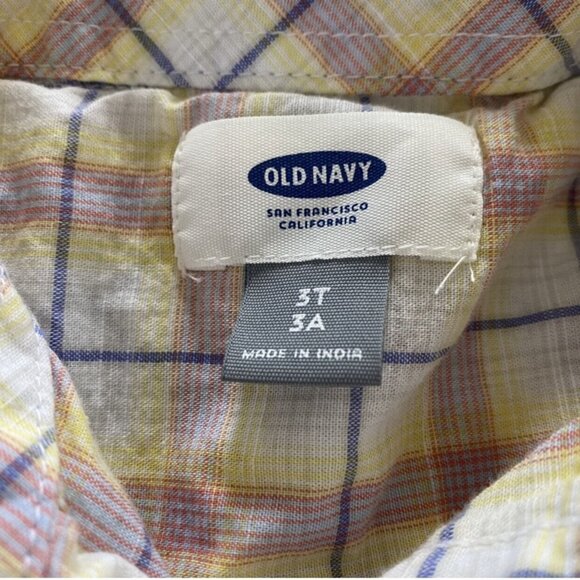 OLD NAVY
SAN FRANCISCO
CALIFORNIA
3T
3A
MADE IN INDIA